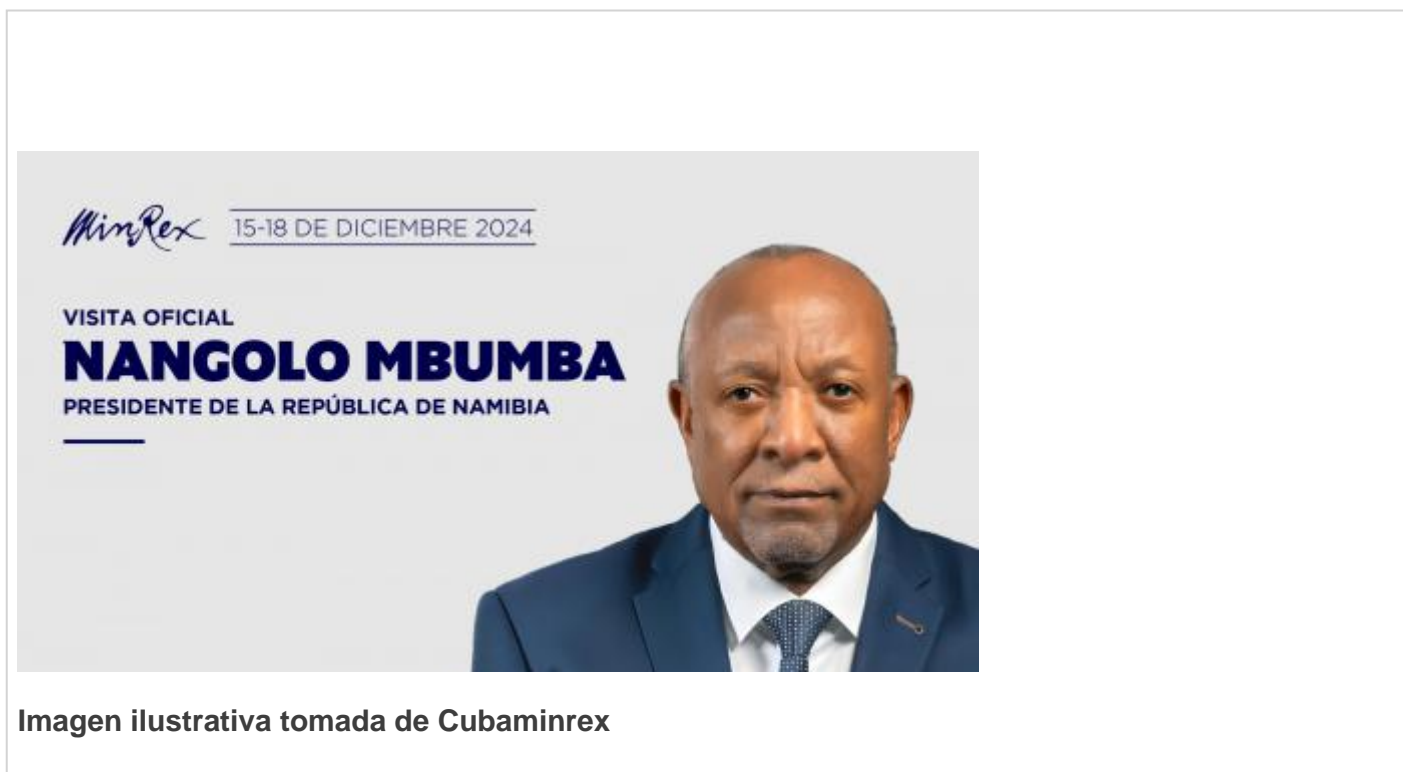 MinRex
15-18 DE DICIEMBRE 2024
VISITA OFICIAL
NANGOLO MBUMBA
PRESIDENTE DE LA REPÚBLICA DE NAMIBIA
Imagen ilustrativa tomada de Cubaminrex